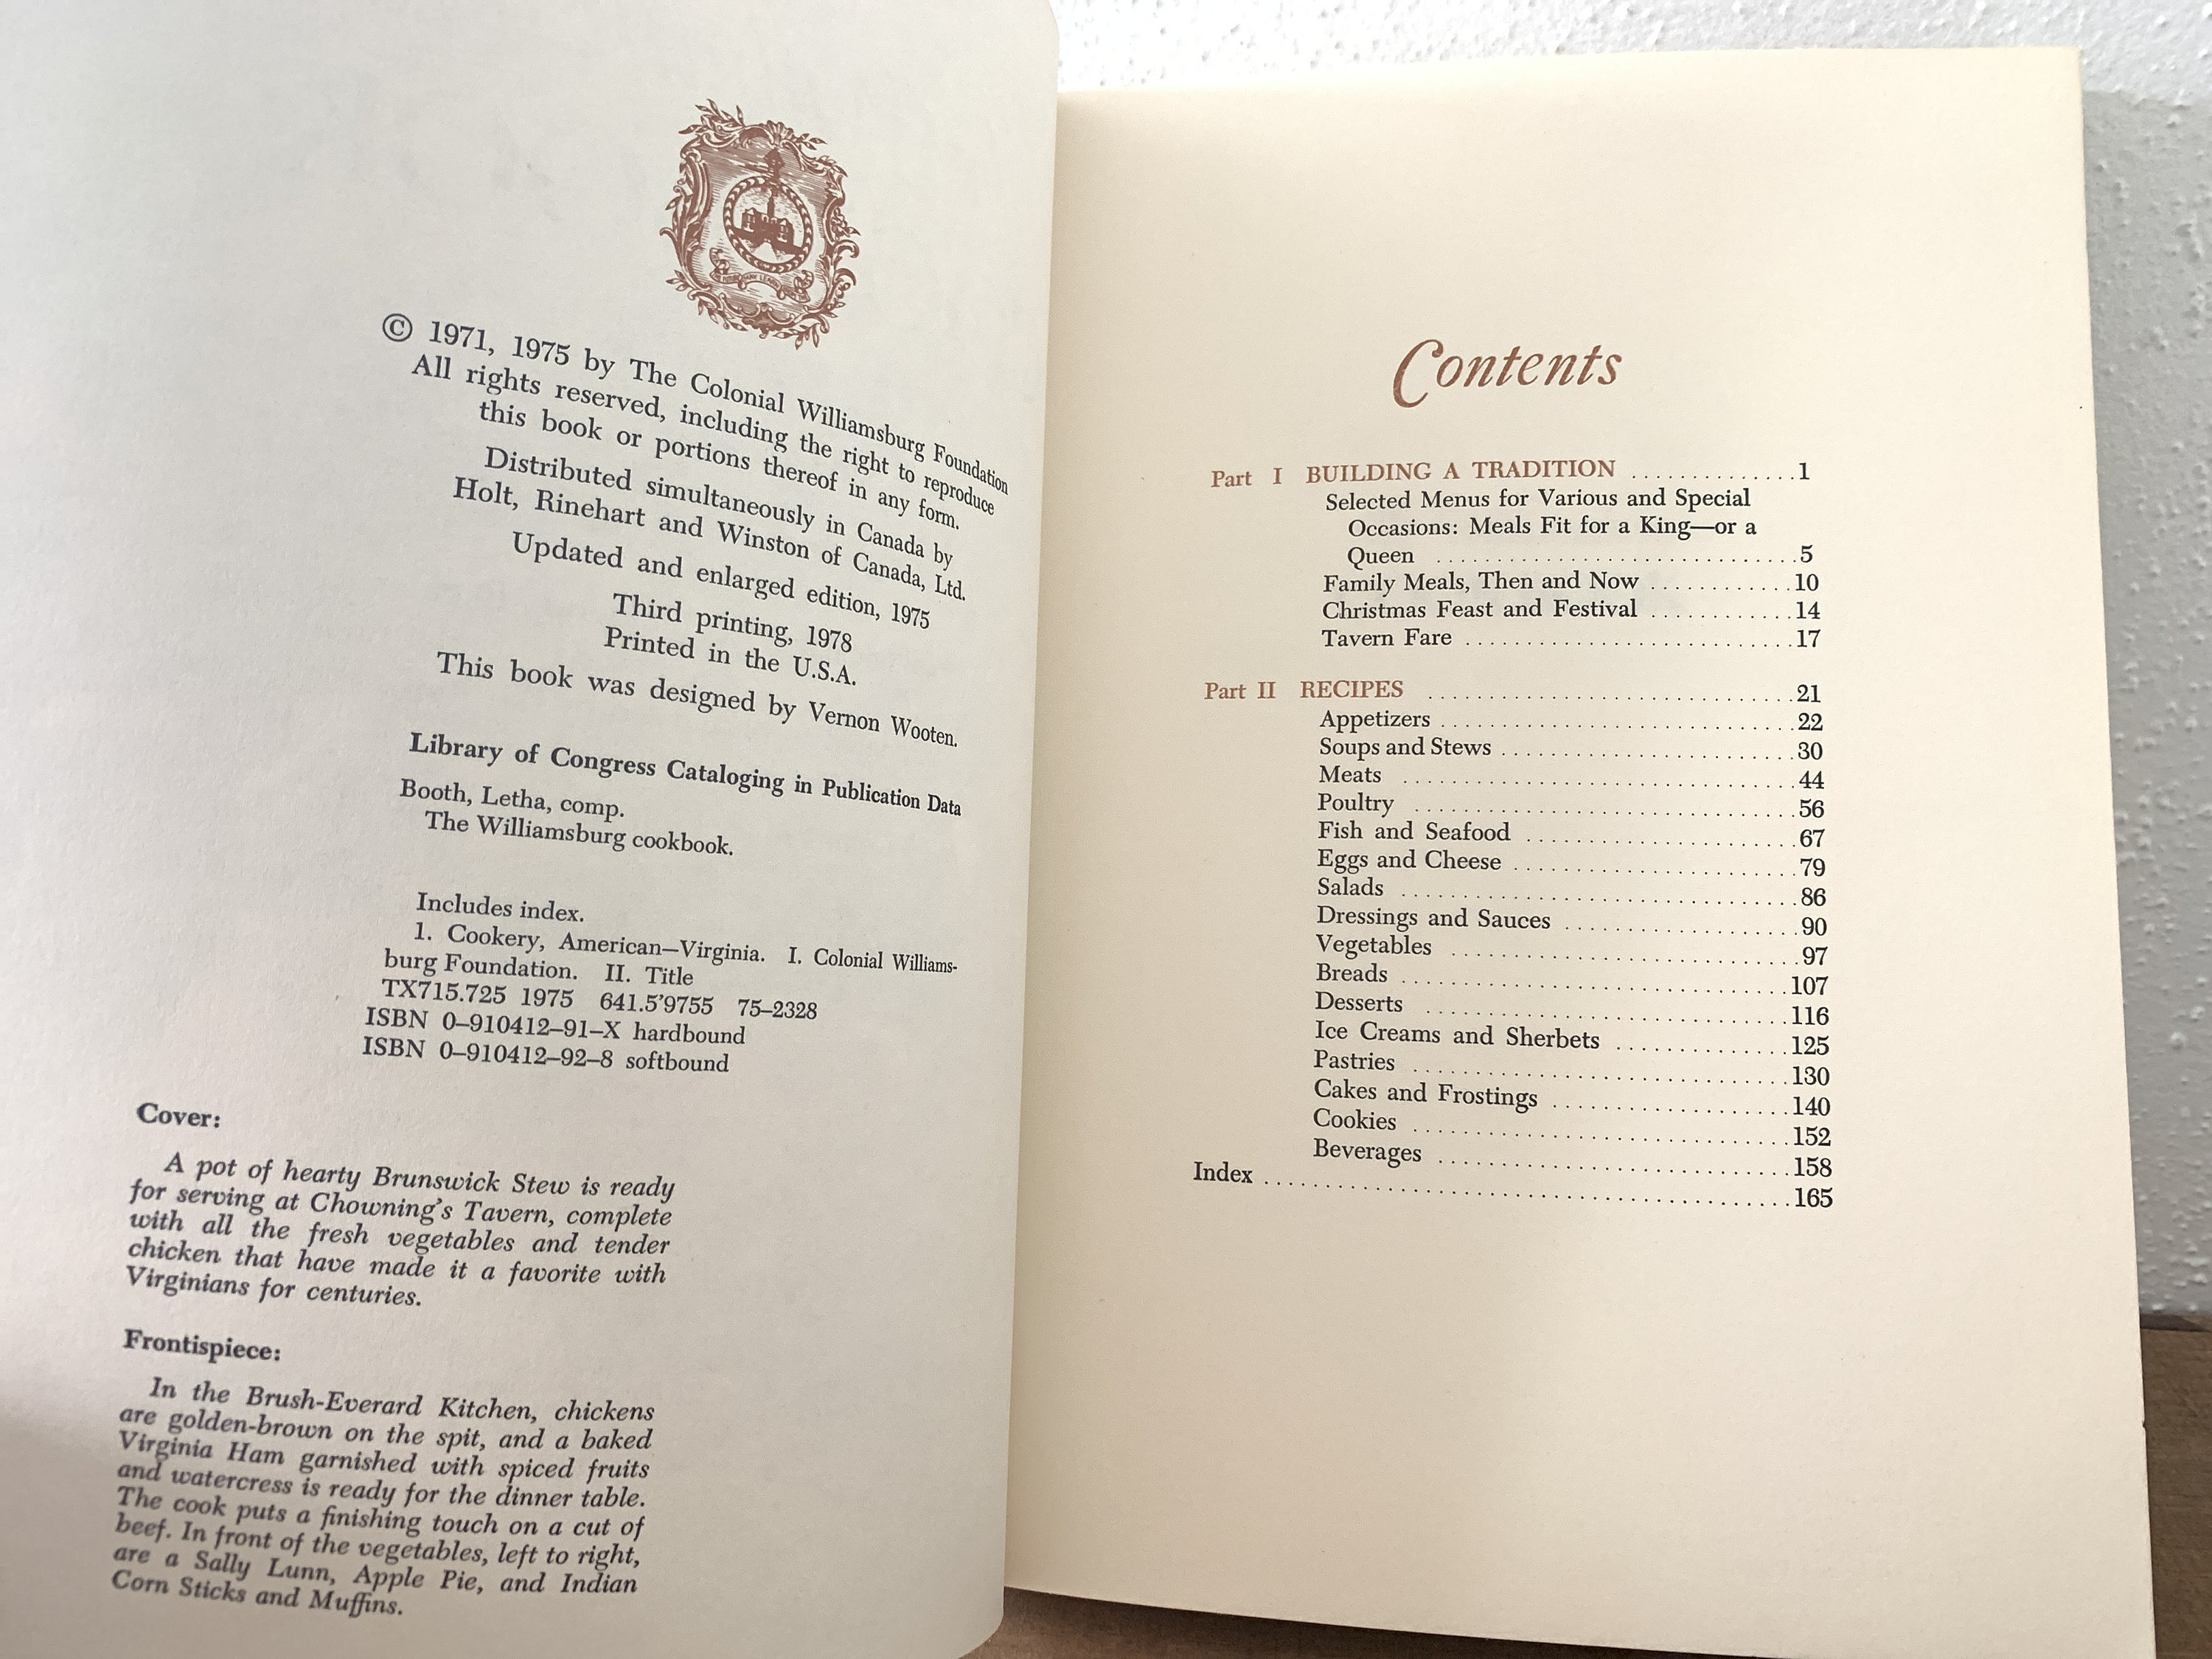 © 1971, 1975 by The Colonial Williamsburg Foundation
All rights reserved, including the right to reproduce
this book or portions thereof in any form.
Distributed simultaneously in Canada by
Holt, Rinehart and Winston of Canada, Ltd.
Updated and enlarged edition, 1975
Third printing, 1978
Printed in the U.S.A.
This book was designed by Vernon Wooten.
Library of Congress Cataloging in Publication Data
Booth, Letha, comp.
The Williamsburg cookbook.
Includes index.
1. Cookery, American—Virginia. I. Colonial Williams-
burg Foundation. II. Title
TX715.725 1975 641.5'9755 75–2328
ISBN 0–910412–91–X hardbound
ISBN 0–910412–92–8 softbound
Cover:
A pot of hearty Brunswick Stew is ready
for serving at Chowning's Tavern, complete
with all the fresh vegetables and tender
chicken that have made it a favorite with
Virginians for centuries.
Frontispiece:
In the Brush-Everard Kitchen, chickens
are golden-brown on the spit, and a baked
Virginia Ham garnished with spiced fruits
and watercress is ready for the dinner table.
The cook puts a finishing touch on a cut of
beef. In front of the vegetables, left to right,
are a Sally Lunn, Apple Pie, and Indian
Corn Sticks and Muffins.
Contents
Part I BUILDING A TRADITION ..............1
Selected Menus for Various and Special
Occasions: Meals Fit for a King—or a
Queen ...............................5
Family Meals, Then and Now ............10
Christmas Feast and Festival ............14
Tavern Fare ............................17
Part II RECIPES ...............................21
Appetizers ..............................22
Soups and Stews ........................30
Meats .................................44
Poultry ................................56
Fish and Seafood .......................67
Eggs and Cheese ........................79
Salads .................................86
Dressings and Sauces ...................90
Vegetables .............................97
Breads ................................107
Desserts ..............................116
Ice Creams and Sherbets ...............125
Pastries ...............................130
Cakes and Frostings ....................140
Cookies ...............................152
Beverages .............................158
Index ............................................165